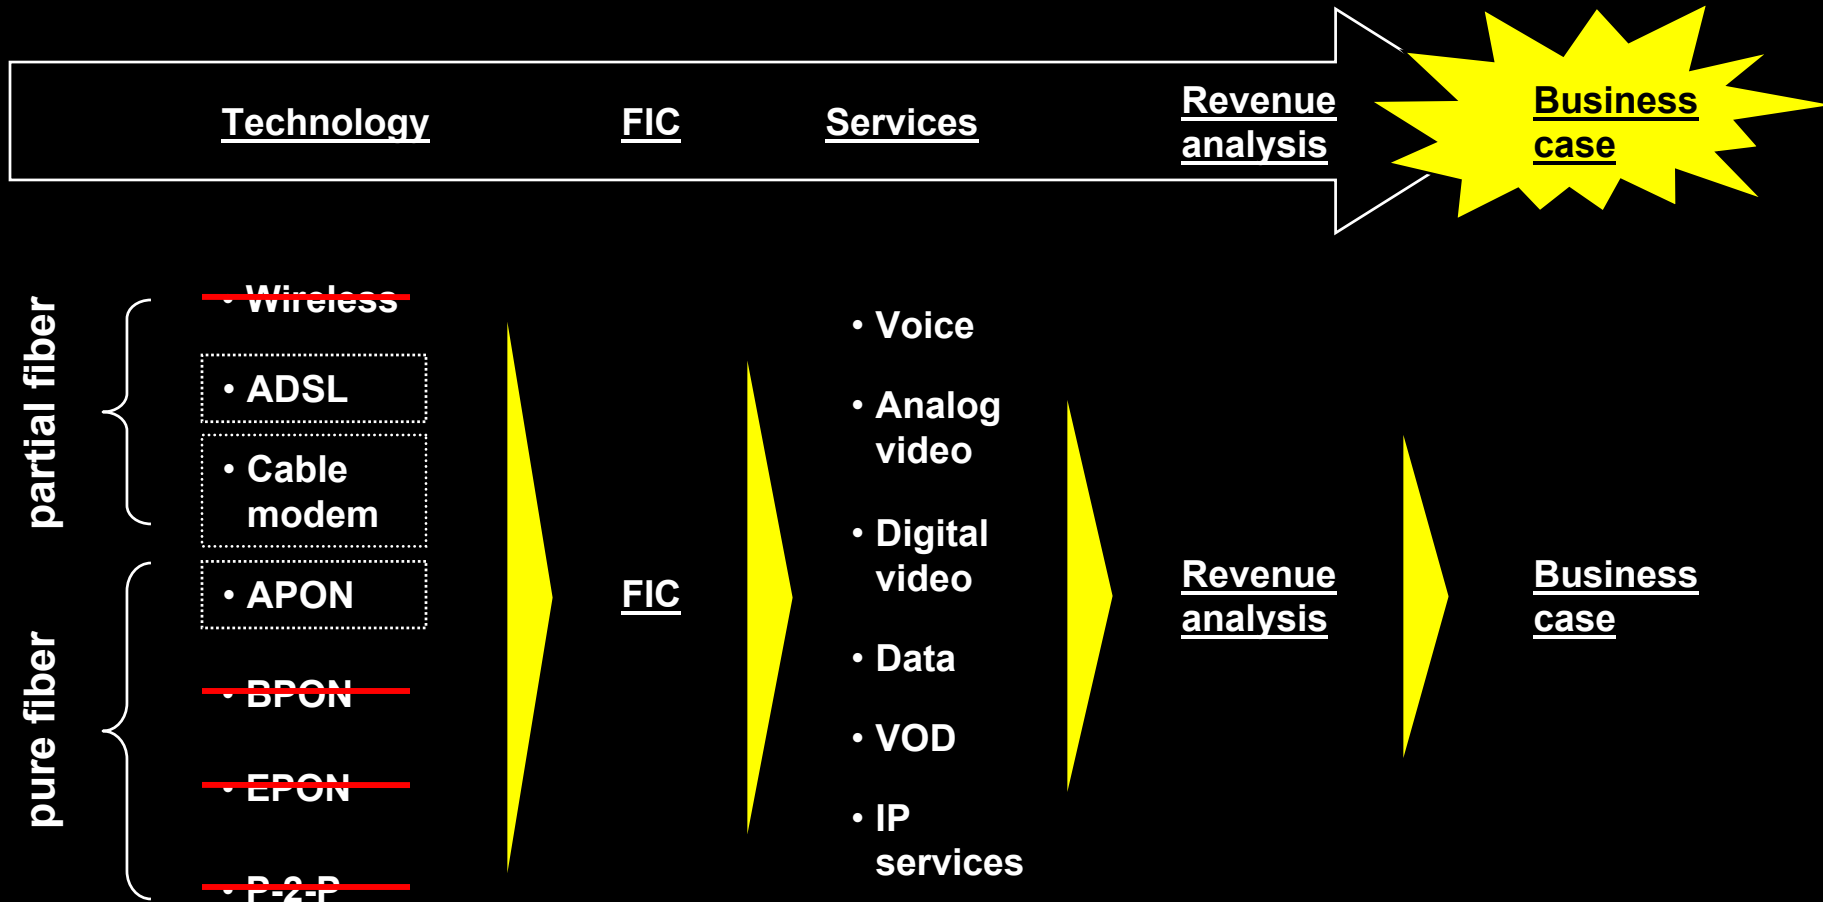 Technology
FIC
Services
Revenue
analysis
Business
case
partial fiber
• Wireless
• ADSL
• Cable
modem
pure fiber
• APON
• BPON
• EPON
• P-2-P
FIC
• Voice
• Analog
video
• Digital
video
• Data
• VOD
• IP
services
Revenue
analysis
Business
case